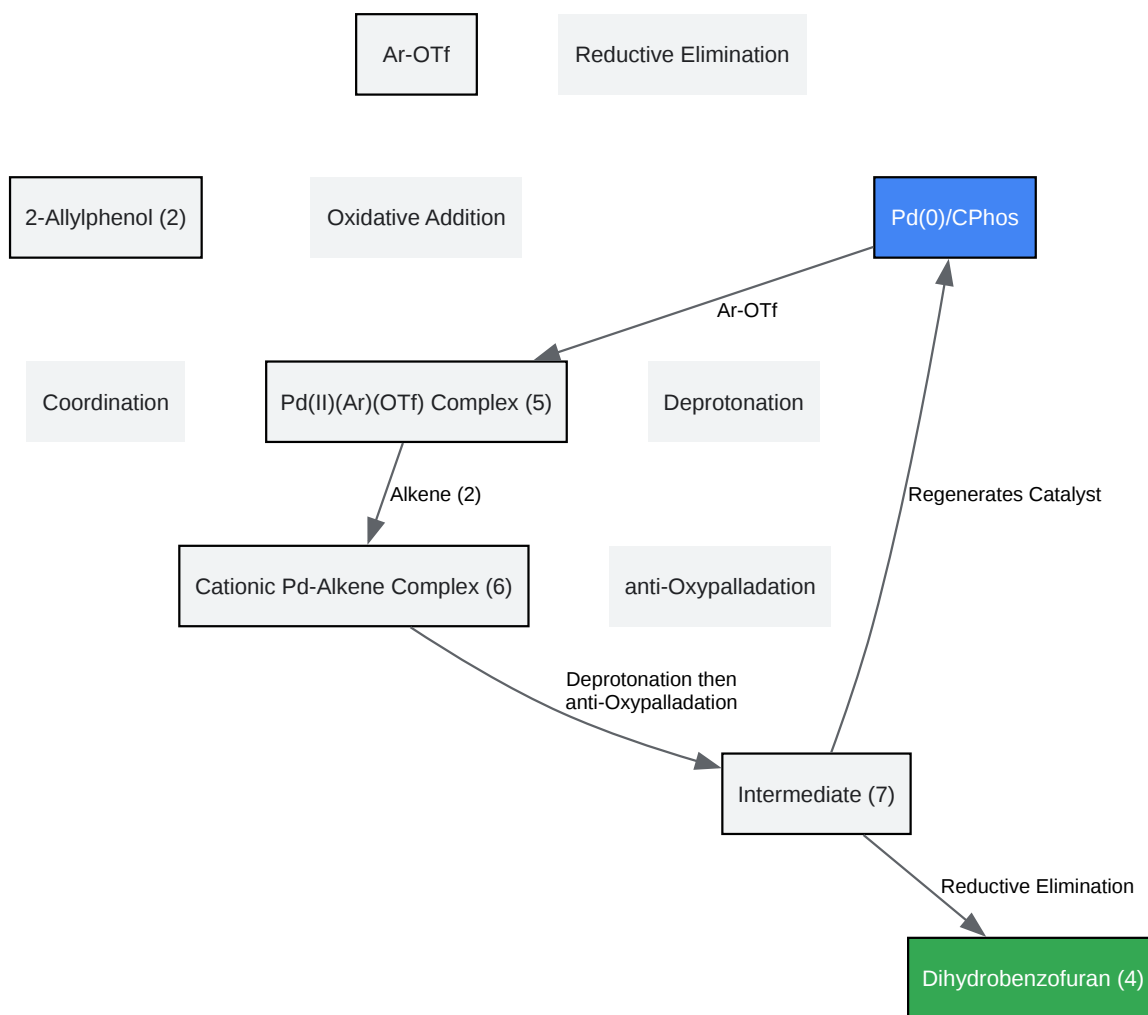 Ar-OTf
Reductive Elimination
2-Allylphenol (2)
Oxidative Addition
Pd(0)/CPhos
Ar-OTf
Coordination
Pd(II)(Ar)(OTf) Complex (5)
Deprotonation
Alkene (2)
Regenerates Catalyst
Cationic Pd-Alkene Complex (6)
anti-Oxypalladation
Deprotonation then
anti-Oxypalladation
Intermediate (7)
Reductive Elimination
Dihydrobenzofuran (4)